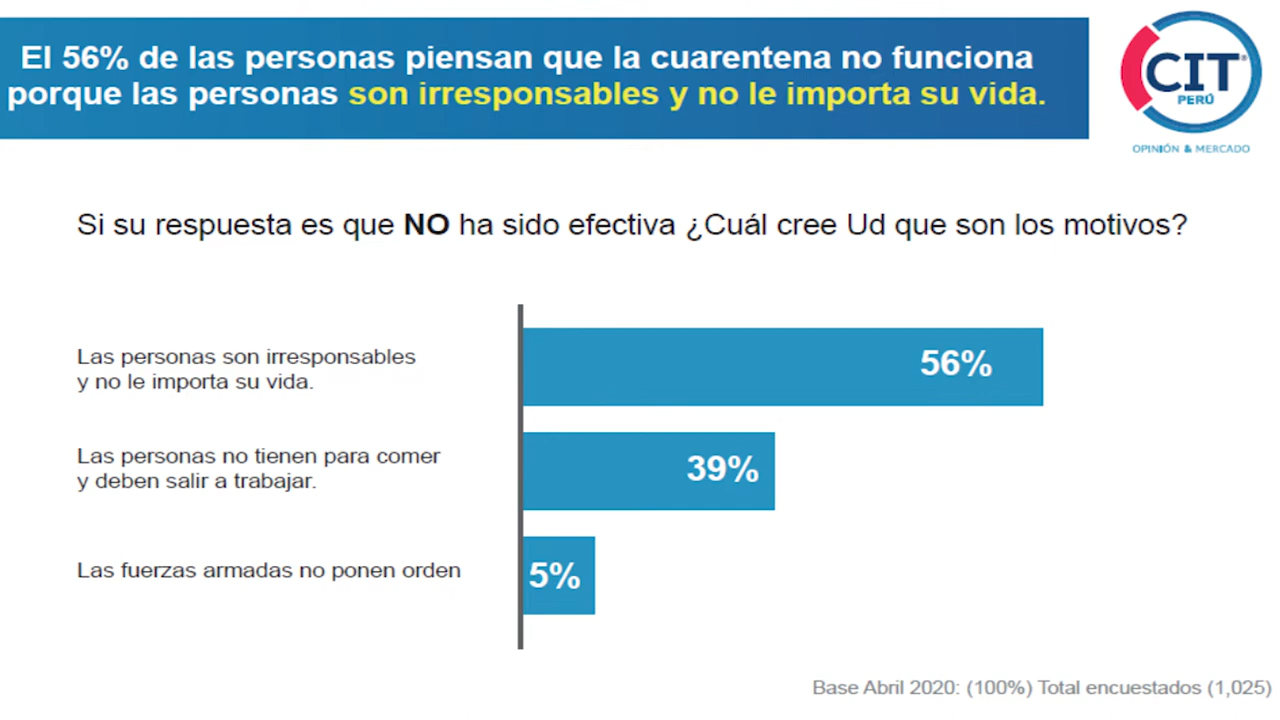 El 56% de las personas piensan que la cuarentena no funciona
porque las personas son irresponsables y no le importa su vida.
CIT®
PERÚ
OPINIÓN & MERCADO
Si su respuesta es que NO ha sido efectiva ¿Cuál cree Ud que son los motivos?
Las personas son irresponsables
y no le importa su vida.
56%
Las personas no tienen para comer
y deben salir a trabajar.
39%
Las fuerzas armadas no ponen orden
5%
Base Abril 2020: (100%) Total encuestados (1,025)